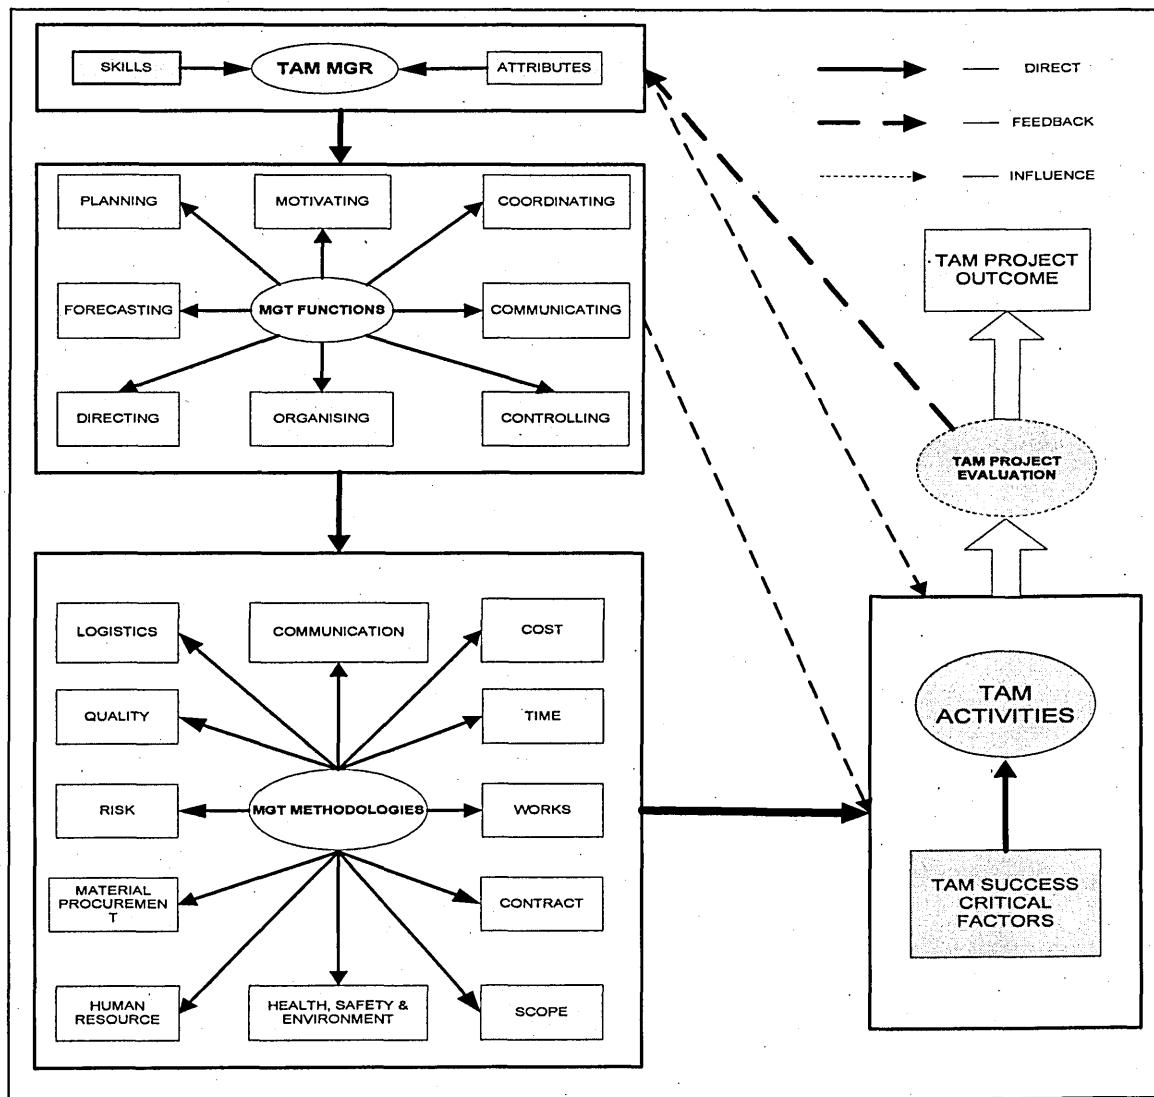 SKILLS
TAM MGR
ATTRIBUTES
DIRECT
FEEDBACK
INFLUENCE
PLANNING
MOTIVATING
COORDINATING
FORECASTING
MGT FUNCTIONS
COMMUNICATING
DIRECTING
ORGANISING
CONTROLLING
TAM PROJECT
OUTCOME
TAM PROJECT
EVALUATION
LOGISTICS
COMMUNICATION
COST
QUALITY
TIME
RISK
MGT METHODOLOGIES
WORKS
MATERIAL
PROCUREMEN
T
CONTRACT
HUMAN
RESOURCE
HEALTH, SAFETY &
ENVIRONMENT
SCOPE
TAM
ACTIVITIES
TAM SUCCESS
CRITICAL
FACTORS